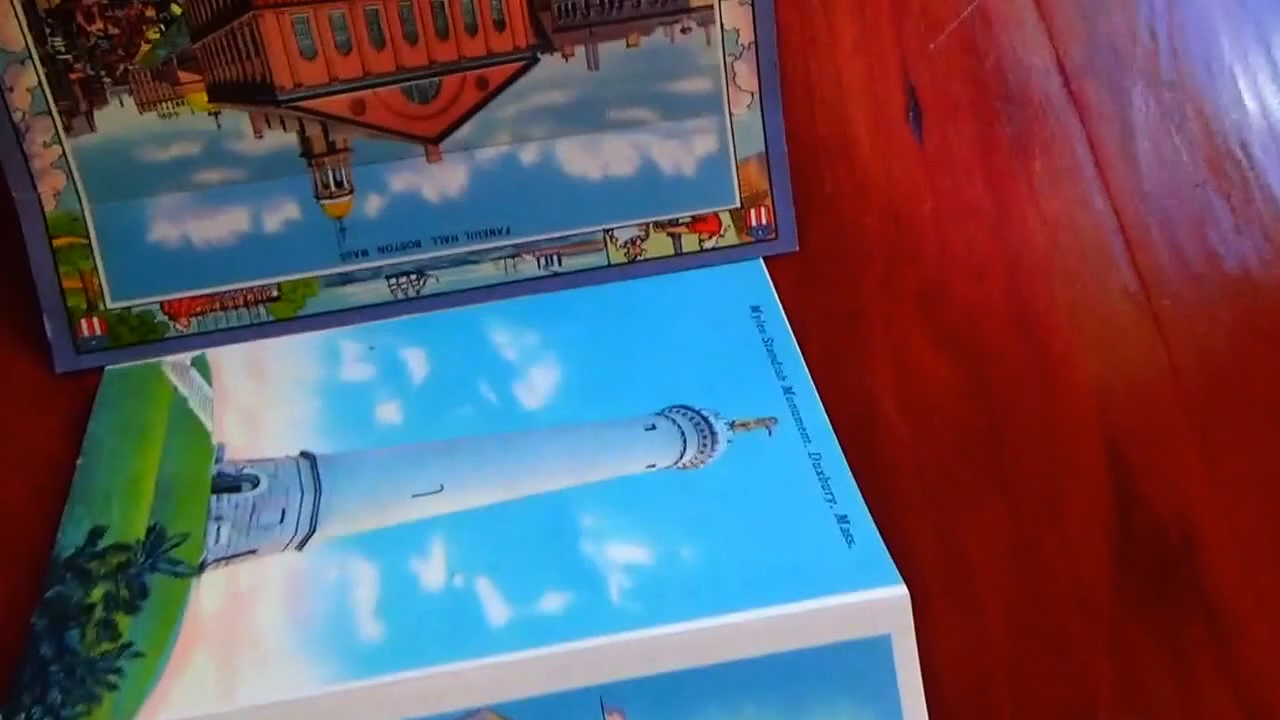 FANEUIL HALL, BOSTON, MASS.
Myles Standish Monument, Duxbury, Mass.